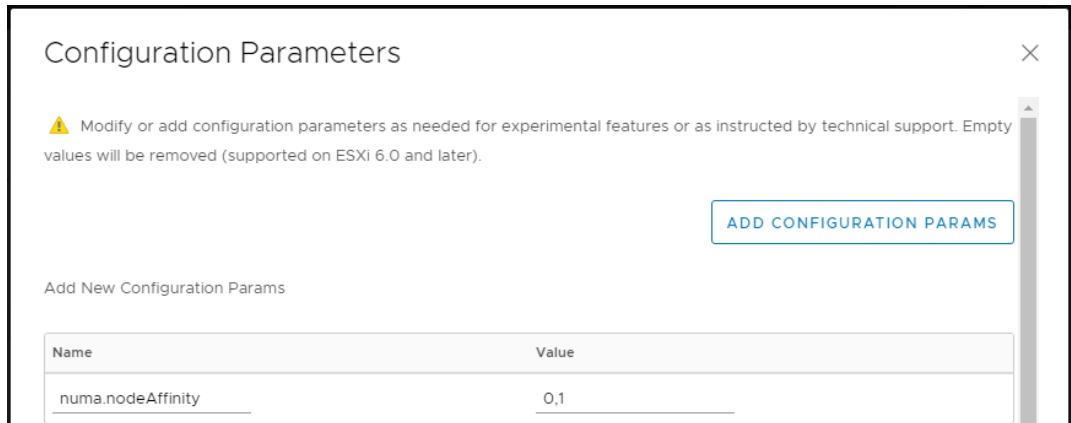 Configuration Parameters
Modify or add configuration parameters as needed for experimental features or as instructed by technical support. Empty
values will be removed (supported on ESXi 6.0 and later).
ADD CONFIGURATION PARAMS
Add New Configuration Params
Name Value
numa.nodeAffinity 0,1